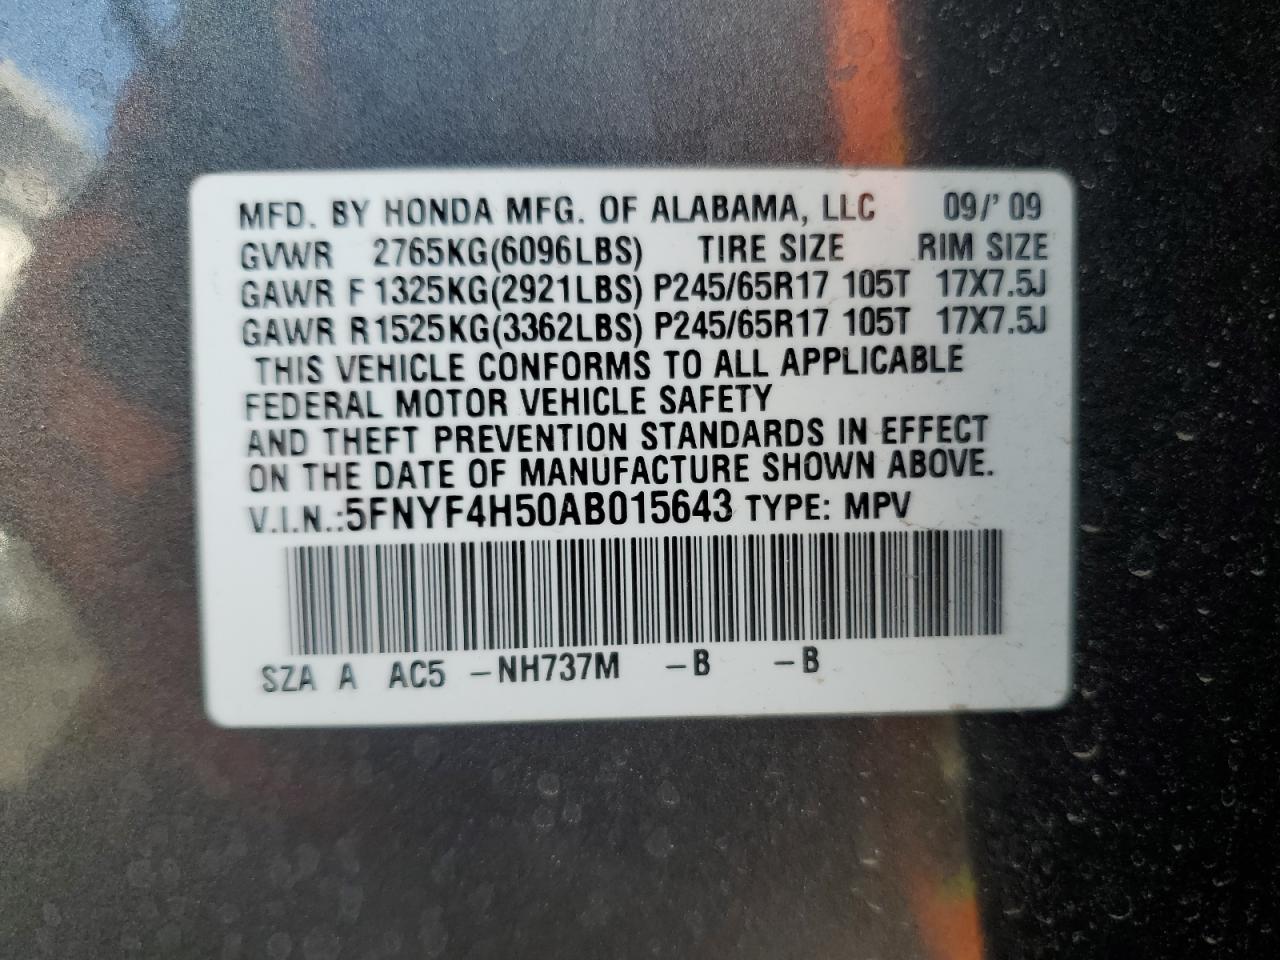 MFD. BY HONDA MFG. OF ALABAMA, LLC 09/' 09
GVWR 2765KG(6096LBS) TIRE SIZE RIM SIZE
GAWR F 1325KG(2921LBS) P245/65R17 105T 17X7.5J
GAWR R1525KG(3362LBS) P245/65R17 105T 17X7.5J
THIS VEHICLE CONFORMS TO ALL APPLICABLE
FEDERAL MOTOR VEHICLE SAFETY
AND THEFT PREVENTION STANDARDS IN EFFECT
ON THE DATE OF MANUFACTURE SHOWN ABOVE.
V.I.N.:5FNYF4H50AB015643 TYPE: MPV
SZA A AC5 -NH737M -B -B